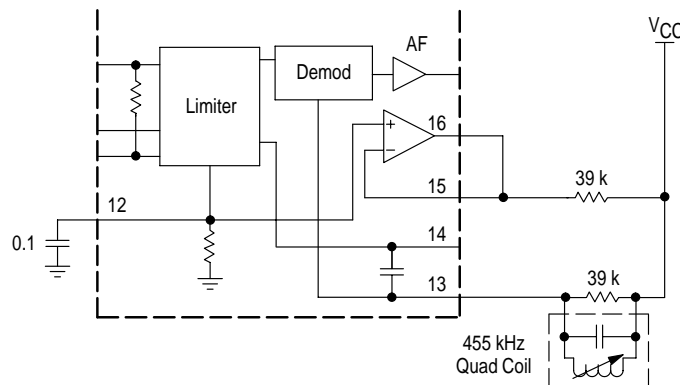 AF
VCC
Demod
Limiter
16
+
−
39 k
15
12
14
0.1
39 k
13
455 kHz
Quad Coil